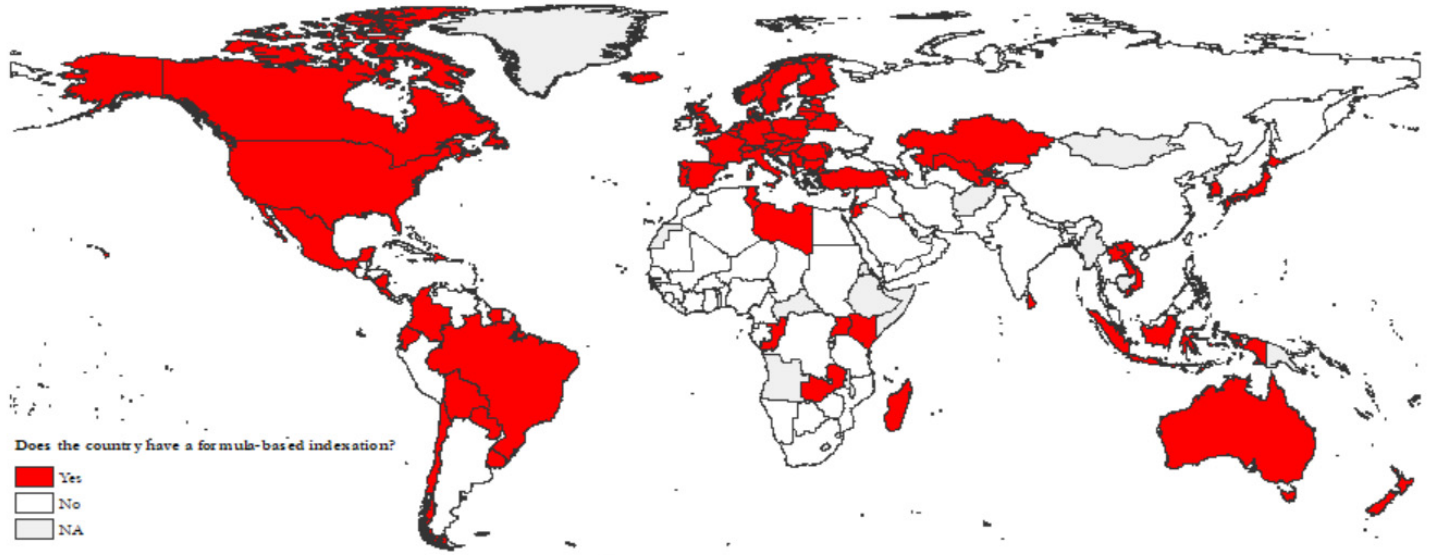 Does the country have a formula-based indexation?
Yes
No
NA